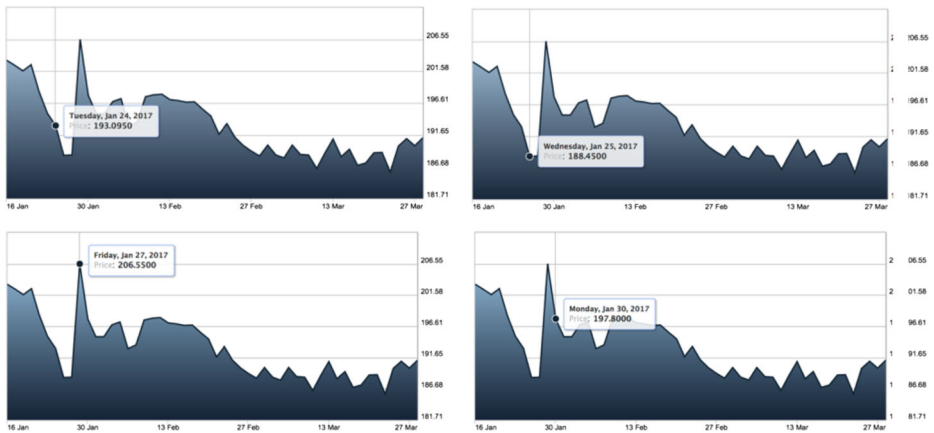 206.55
201.58
196.61
191.65
186.68
181.71
Tuesday, Jan 24, 2017
Price: 193.0950
16 Jan 30 Jan 13 Feb 27 Feb 13 Mar 27 Mar
206.55
201.58
196.61
191.65
186.68
181.71
Wednesday, Jan 25, 2017
Price: 188.4500
16 Jan 30 Jan 13 Feb 27 Feb 13 Mar 27 Mar
206.55
201.58
196.61
191.65
186.68
181.71
Friday, Jan 27, 2017
Price: 206.5500
16 Jan 30 Jan 13 Feb 27 Feb 13 Mar 27 Mar
2 06.55
2 01.58
1 96.61
1 91.65
1 86.68
1 81.71
Monday, Jan 30, 2017
Price: 197.8000
16 Jan 30 Jan 13 Feb 27 Feb 13 Mar 27 Mar